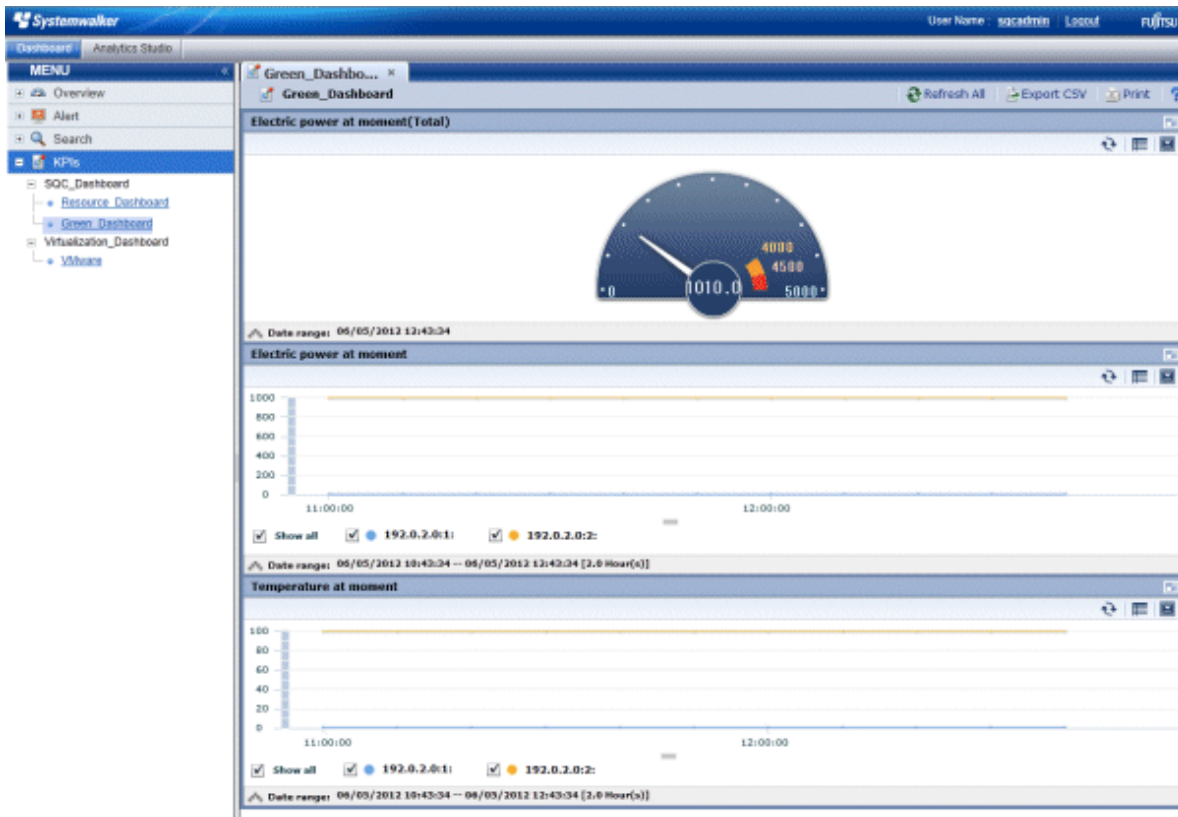 Systemwalker
User Name : sqcadmin Logout FUJITSU
Dashboard Analytics Studio
MENU «
Overview
Alert
Search
KPIs
SQC_Dashboard
Resource_Dashboard
Green_Dashboard
Virtualization_Dashboard
VMware
Green_Dashbo... ×
Green_Dashboard
Refresh All Export CSV Print ?
Electric power at moment(Total)
4000
4500
0 1010.0 5000
Date range: 06/05/2012 12:43:34
Electric power at moment
1000
800
600
400
200
0
11:00:00 12:00:00
Show all 192.0.2.0:1: 192.0.2.0:2:
Date range: 06/05/2012 10:43:34 -- 06/05/2012 12:43:34 [2.0 Hour(s)]
Temperature at moment
100
80
60
40
20
0
11:00:00 12:00:00
Show all 192.0.2.0:1: 192.0.2.0:2:
Date range: 06/05/2012 10:43:34 -- 06/05/2012 12:43:34 [2.0 Hour(s)]